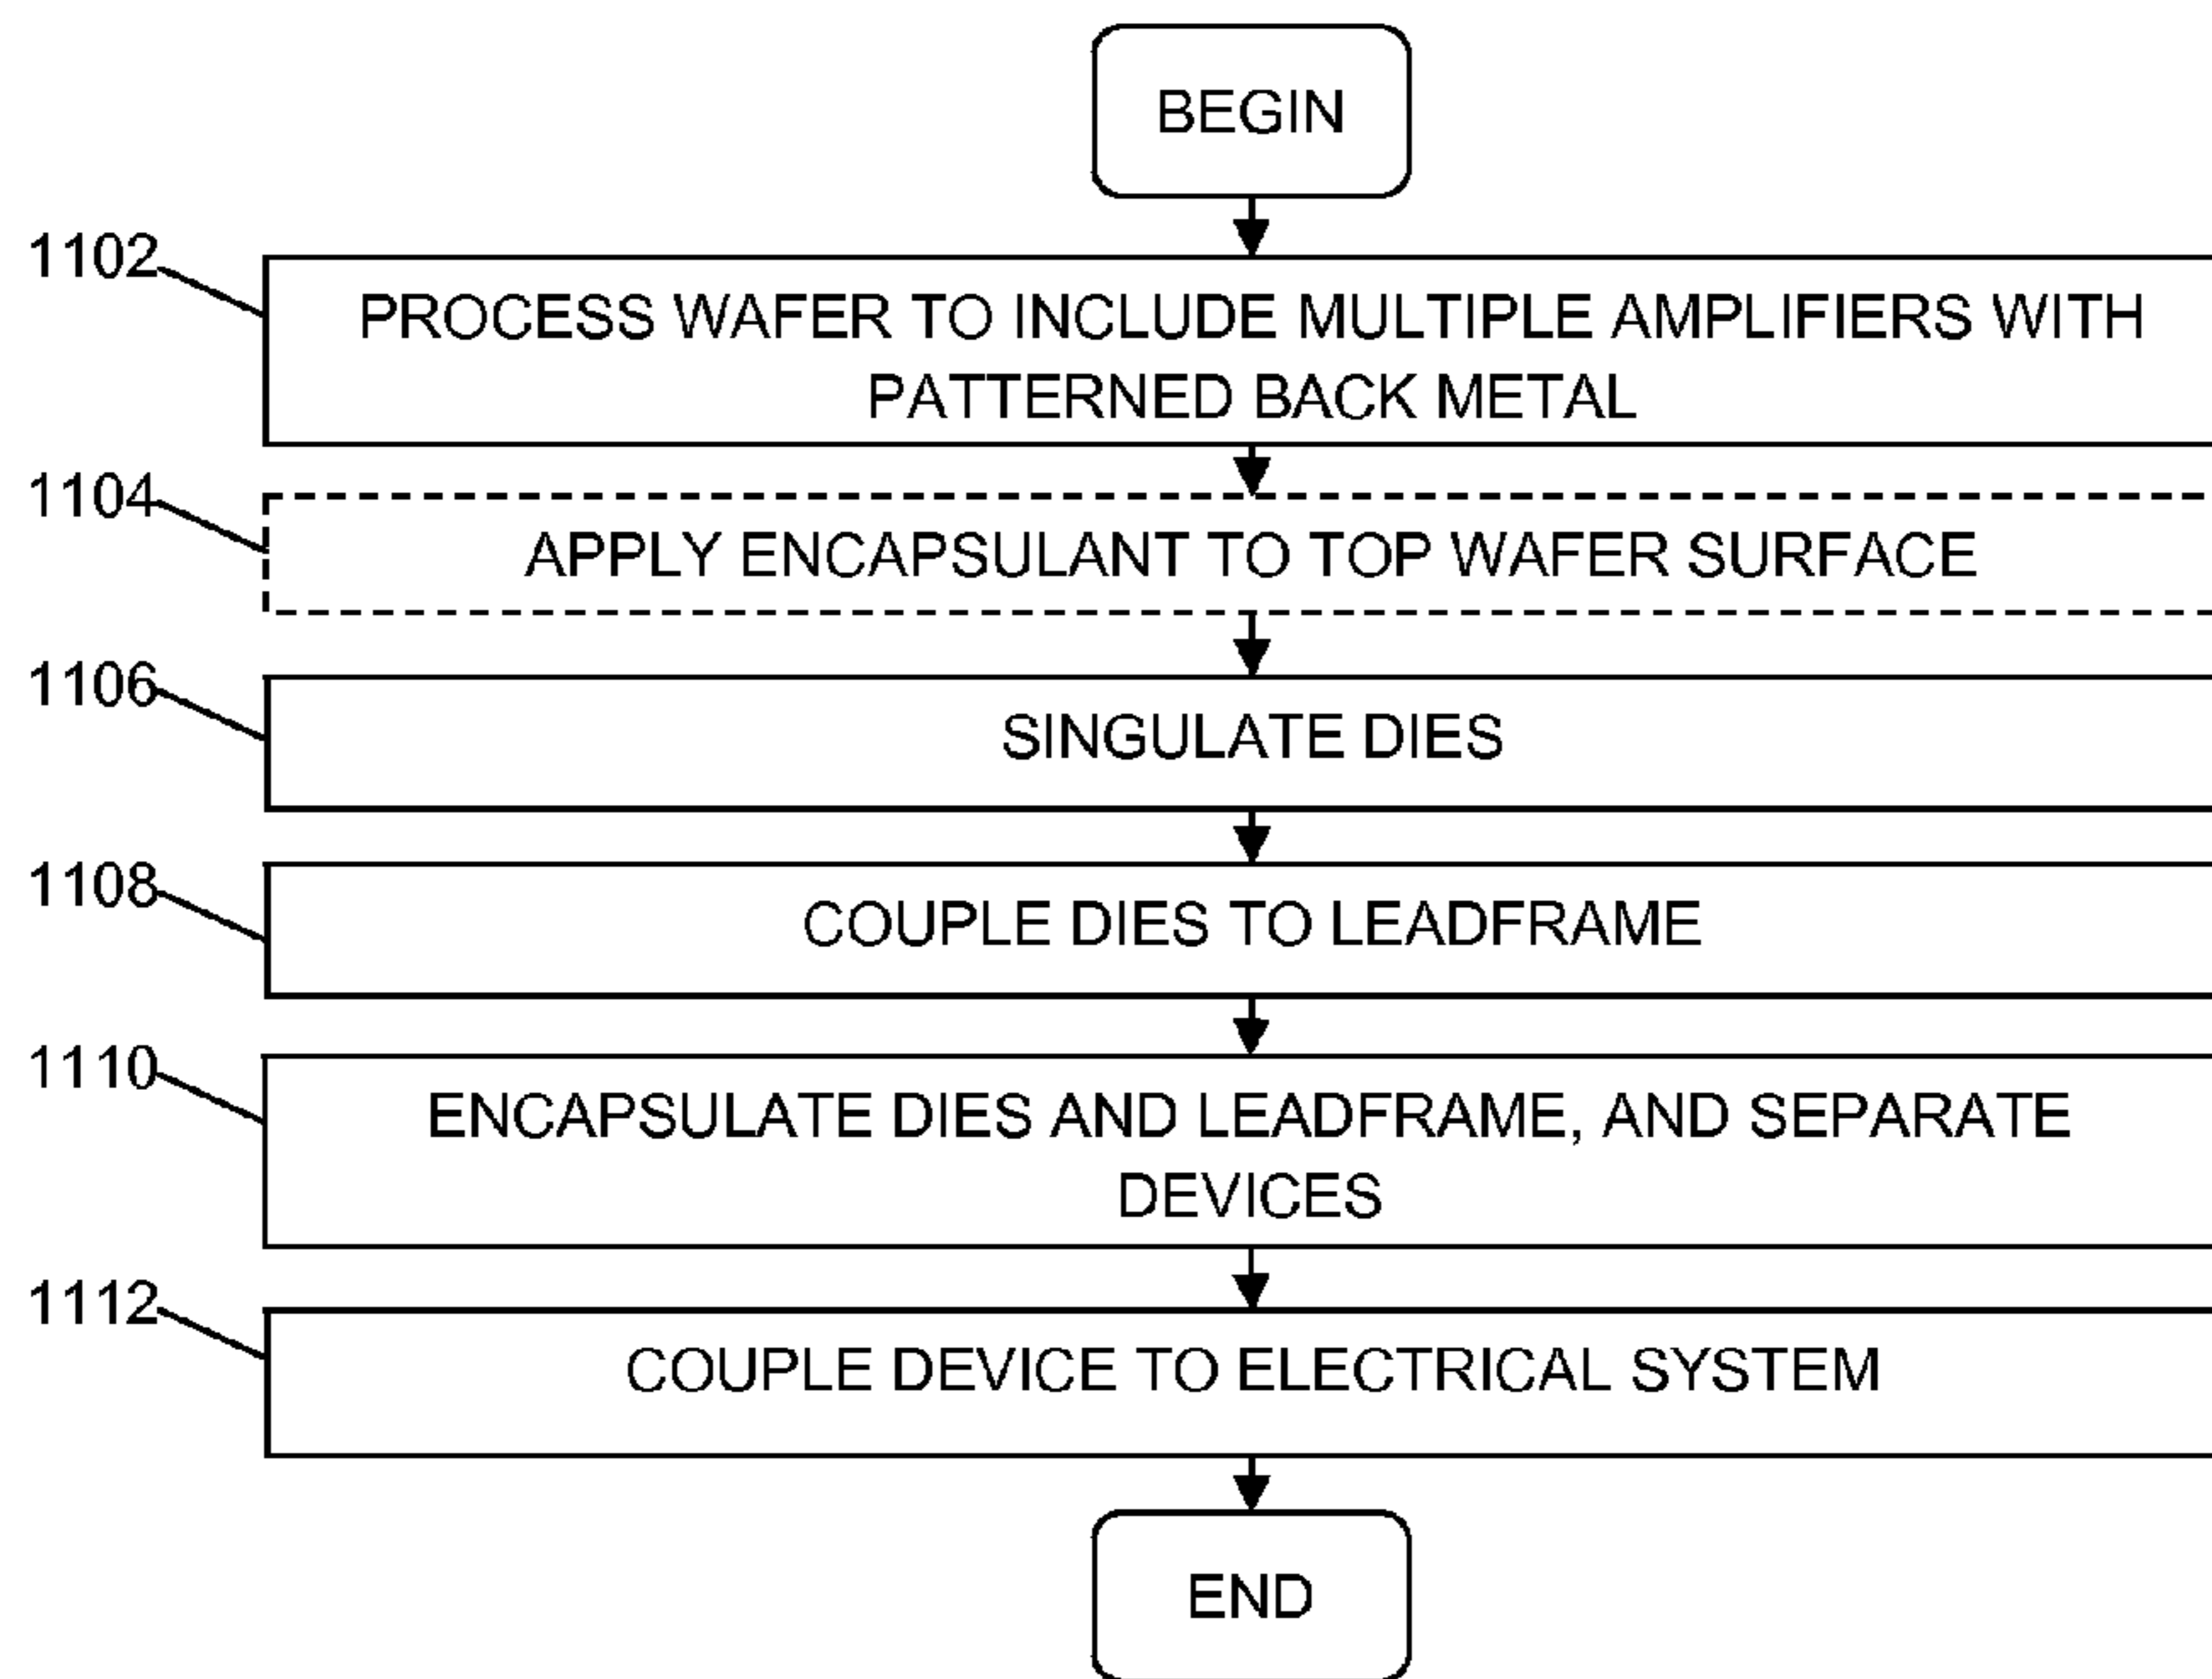 BEGIN
1102
PROCESS WAFER TO INCLUDE MULTIPLE AMPLIFIERS WITH
PATTERNED BACK METAL
1104
APPLY ENCAPSULANT TO TOP WAFER SURFACE
1106
SINGULATE DIES
1108
COUPLE DIES TO LEADFRAME
1110
ENCAPSULATE DIES AND LEADFRAME, AND SEPARATE
DEVICES
1112
COUPLE DEVICE TO ELECTRICAL SYSTEM
END